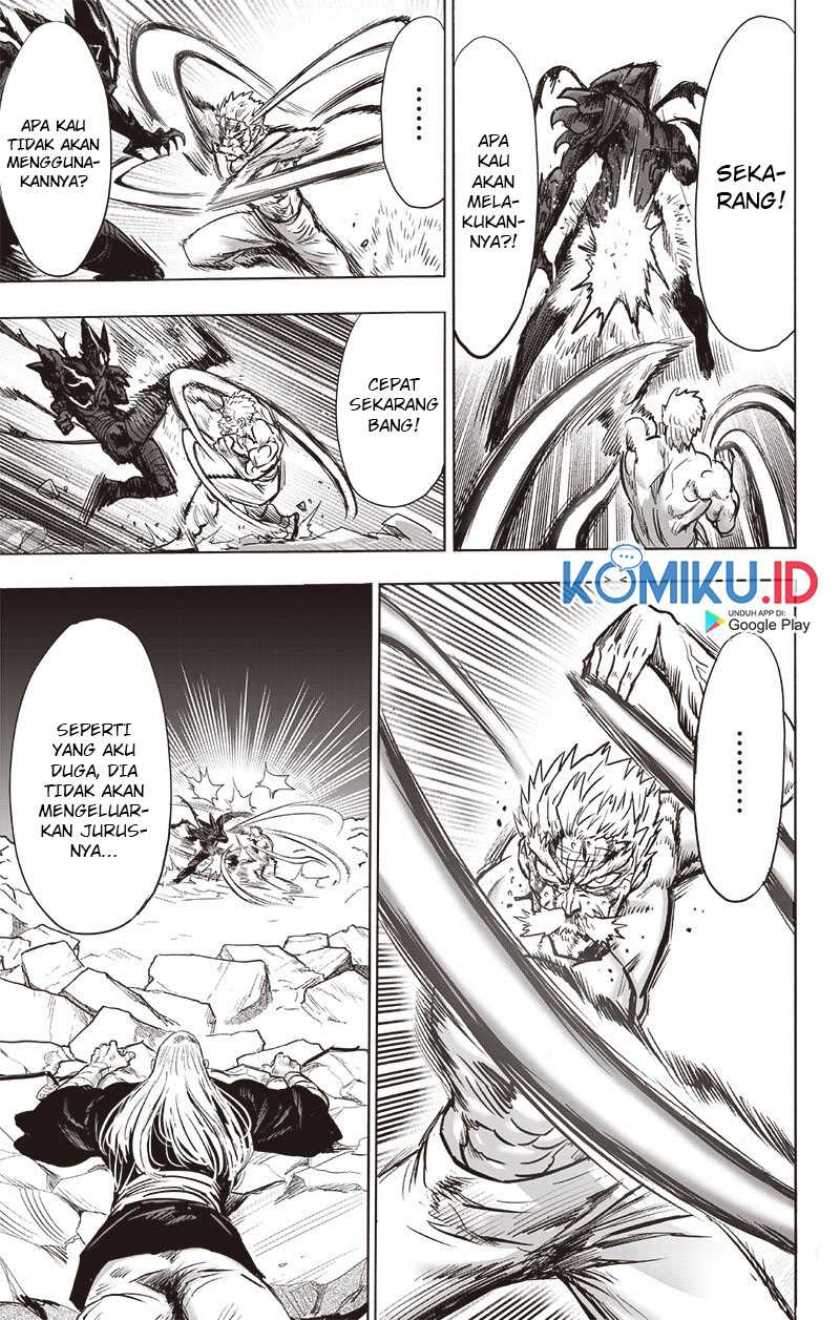 SEKA-
RANG!
APA
KAU
AKAN
MELA-
KUKAN-
NYA?!
.......
APA KAU
TIDAK AKAN
MENGGUNA-
KANNYA?
CEPAT
SEKARANG
BANG!
KOMIKU.ID
UNDUH APP DI:
Google Play
.......
SEPERTI
YANG AKU
DUGA, DIA
TIDAK AKAN
MENGELUAR-
KAN JURUS-
NYA...